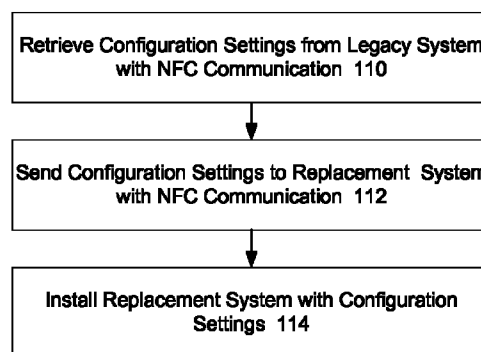 Retrieve Configuration Settings from Legacy System
with NFC Communication 110
Send Configuration Settings to Replacement System
with NFC Communication 112
Install Replacement System with Configuration
Settings 114